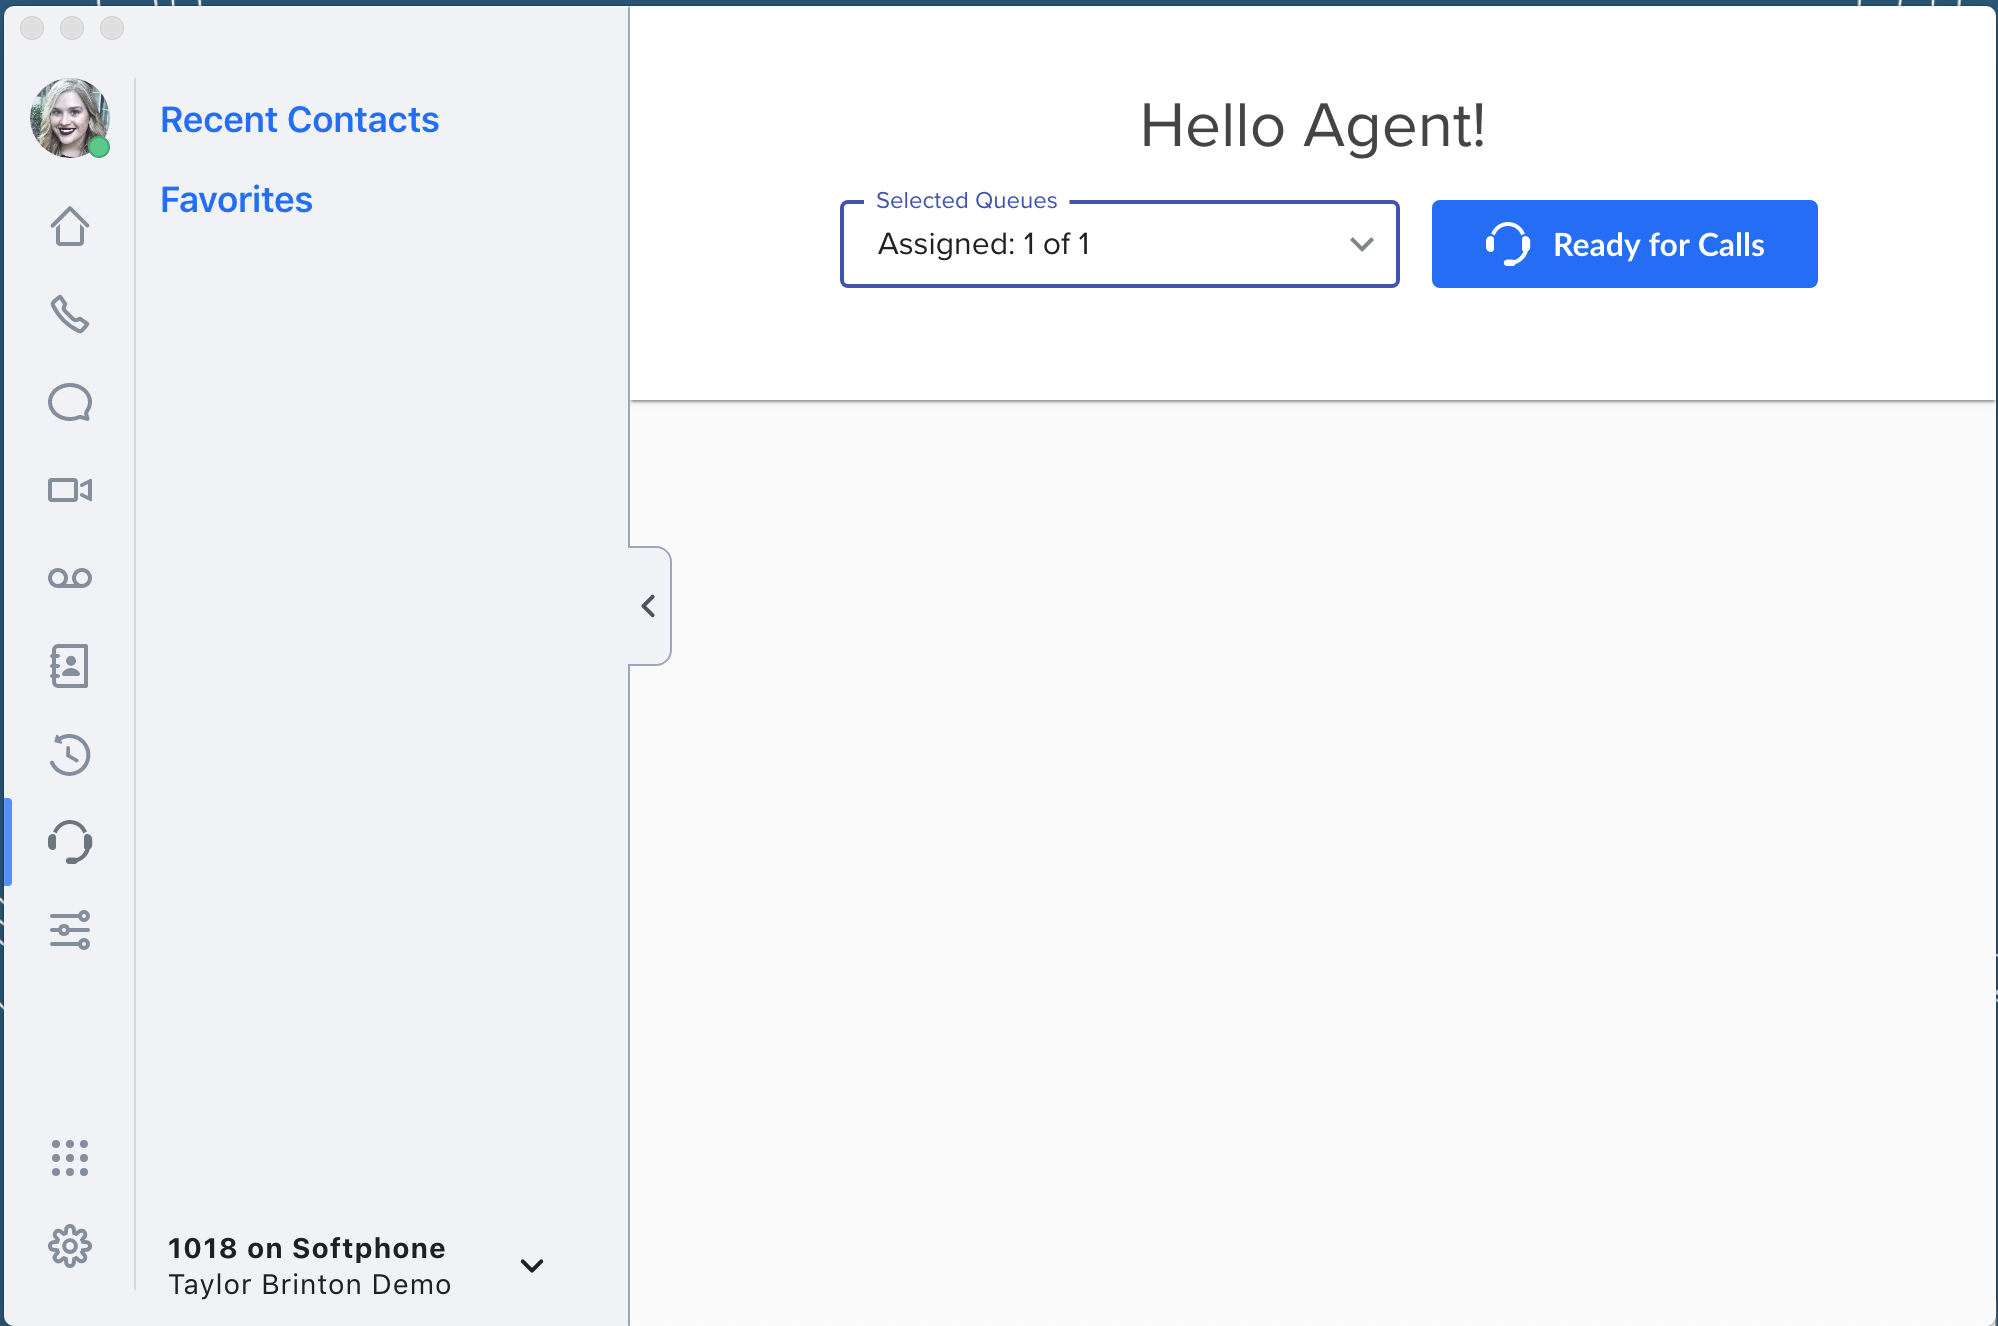 Recent Contacts
Favorites
Hello Agent!
Selected Queues
Assigned: 1 of 1
Ready for Calls
1018 on Softphone
Taylor Brinton Demo